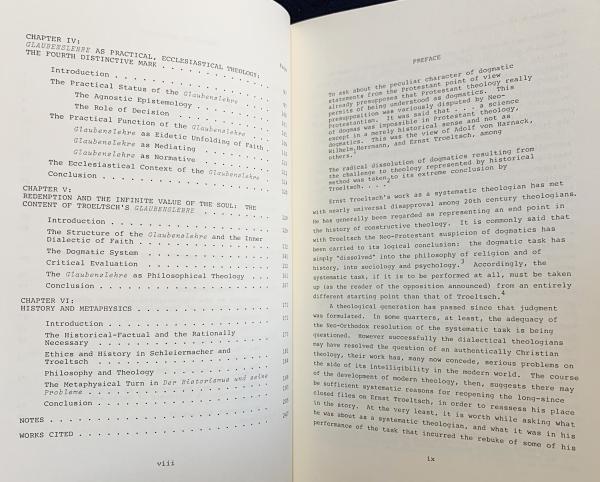 CHAPTER IV:
GLAUBENSLEHRE AS PRACTICAL, ECCLESIASTICAL THEOLOGY:
THE FOURTH DISTINCTIVE MARK . . . . . . . . . . .
Introduction . . . . . . . . . . . . . . . .
The Practical Status of the Glaubenslehre
The Agnostic Epistemology . . . . . . . .
The Role of Decision . . . . . . . . . .
The Practical Function of the Glaubenslehre
Glaubenslehre as Eidetic Unfolding of Faith .
Glaubenslehre as Mediating . . . . . . .
Glaubenslehre as Normative . . . . . . .
The Ecclesiastical Context of the Glaubenslehre
Conclusion . . . . . . . . . . . . . . . . .
CHAPTER V:
REDEMPTION AND THE INFINITE VALUE OF THE SOUL: THE
CONTENT OF TROELTSCH'S GLAUBENSLEHRE . . . . . . .
Introduction . . . . . . . . . . . . . . . .
The Structure of the Glaubenslehre and the Inner
Dialectic of Faith . . . . . . . . . . . . .
The Dogmatic System . . . . . . . . . . . .
Critical Evaluation . . . . . . . . . . . .
The Glaubenslehre as Philosophical Theology . . .
Conclusion . . . . . . . . . . . . . . . . .
CHAPTER VI:
HISTORY AND METAPHYSICS . . . . . . . . . . . . 171
Introduction . . . . . . . . . . . . . . . . 171
The Historical-Factual and the Rationally
Necessary . . . . . . . . . . . . . . . . .
Ethics and History in Schleiermacher and
Troeltsch . . . . . . . . . . . . . . . . .
Philosophy and Theology . . . . . . . . . .
The Metaphysical Turn in Der Historismus und seine
Probleme . . . . . . . . . . . . . . . . . .
Conclusion . . . . . . . . . . . . . . . . .
NOTES . . . . . . . . . . . . . . . . . . . . .
WORKS CITED . . . . . . . . . . . . . . . . . .
viii
PREFACE
To ask about the peculiar character of dogmatic
statements from the Protestant point of view
already presupposed that Protestant theology really
permits of being understood as dogmatics. This
presupposition was variously disputed by Neo-
Protestantism. It was said that . . . a science
of dogmas was impossible in Protestant theology,
except in a merely historical sense and not as
dogmatics. This was the view of Adolf von Harnack,
Wilhelm Herrmann, and Ernst Troeltsch, among
others.
The radical dissolution of dogmatics resulting from
the challenge to theology represented by historical
method was taken to its extreme conclusion by
Troeltsch. . . .
Ernst Troeltsch's work as a systematic theologian has met
with nearly universal disapproval among 20th century theologians.
He has generally been regarded as representing an end point in
the history of constructive theology. It is commonly said that
with Troeltsch the Neo-Protestant suspicion of dogmatics has
been carried to its logical conclusion: the dogmatic task has
simply "dissolved" into the philosophy of religion and of
history, into sociology and psychology.3 Accordingly, the
systematic task, if it is to be performed at all, must be taken
up (as the reader of the opposition announced) from an entirely
different starting point than that of Troeltsch.4
A theological generation has passed since that judgment
was formulated. In some quarters, at least, the adequacy of
the Neo-Orthodox resolution of the systematic task is being
questioned. However successfully the dialectical theologians
may have resolved the question of an authentically Christian
theology, their work has, many now concede, serious problems on
the side of its intelligibility in the modern world. The course
of the development of modern theology, then, suggests there may
be sufficient systematic reasons for reopening the long-since
closed files on Ernst Troeltsch, in order to reassess his place
in the story. At the very least, it is worth while asking what
he was about as a systematic theologian, and what it was in his
performance of the task that incurred the rebuke of some of his
ix